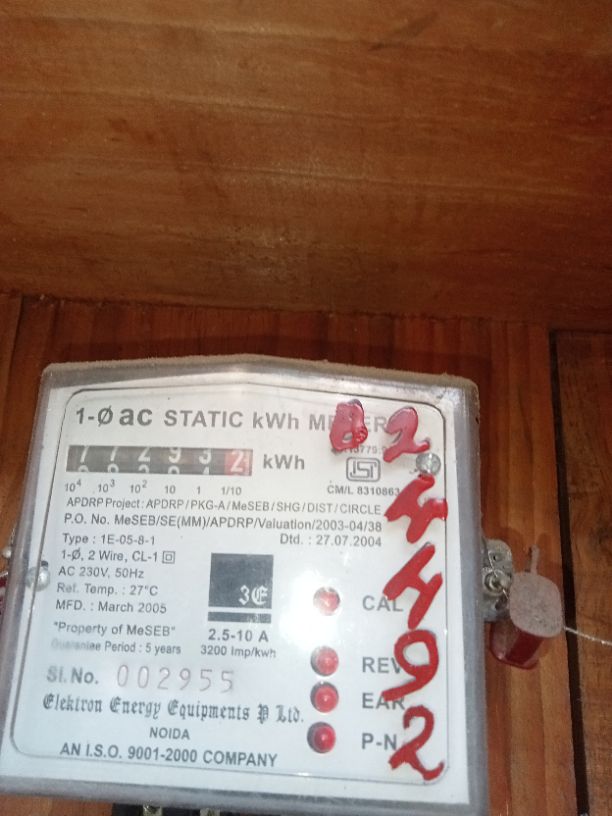 1-Ø ac STATIC kWh METER
kWh
10⁴ 10³ 10² 10 1 1/10
CM/L 8310863
APDRP Project: APDRP/PKG-A/MeSEB/SHG/DIST/CIRCLE
P.O. No. MeSEB/SE(MM)/APDRP/Valuation/2003-04/38
Type : 1E-05-8-1
Dtd. : 27.07.2004
1-Ø, 2 Wire, CL-1
AC 230V, 50Hz
Ref. Temp. : 27°C
MFD. : March 2005
"Property of MeSEB"
Guarantee Period : 5 years
3E
2.5-10 A
3200 Imp/kwh
Sl. No. 002955
Elektron Energy Equipments P Ltd.
NOIDA
AN I.S.O. 9001-2000 COMPANY
CAL
REV
EAR
P-N